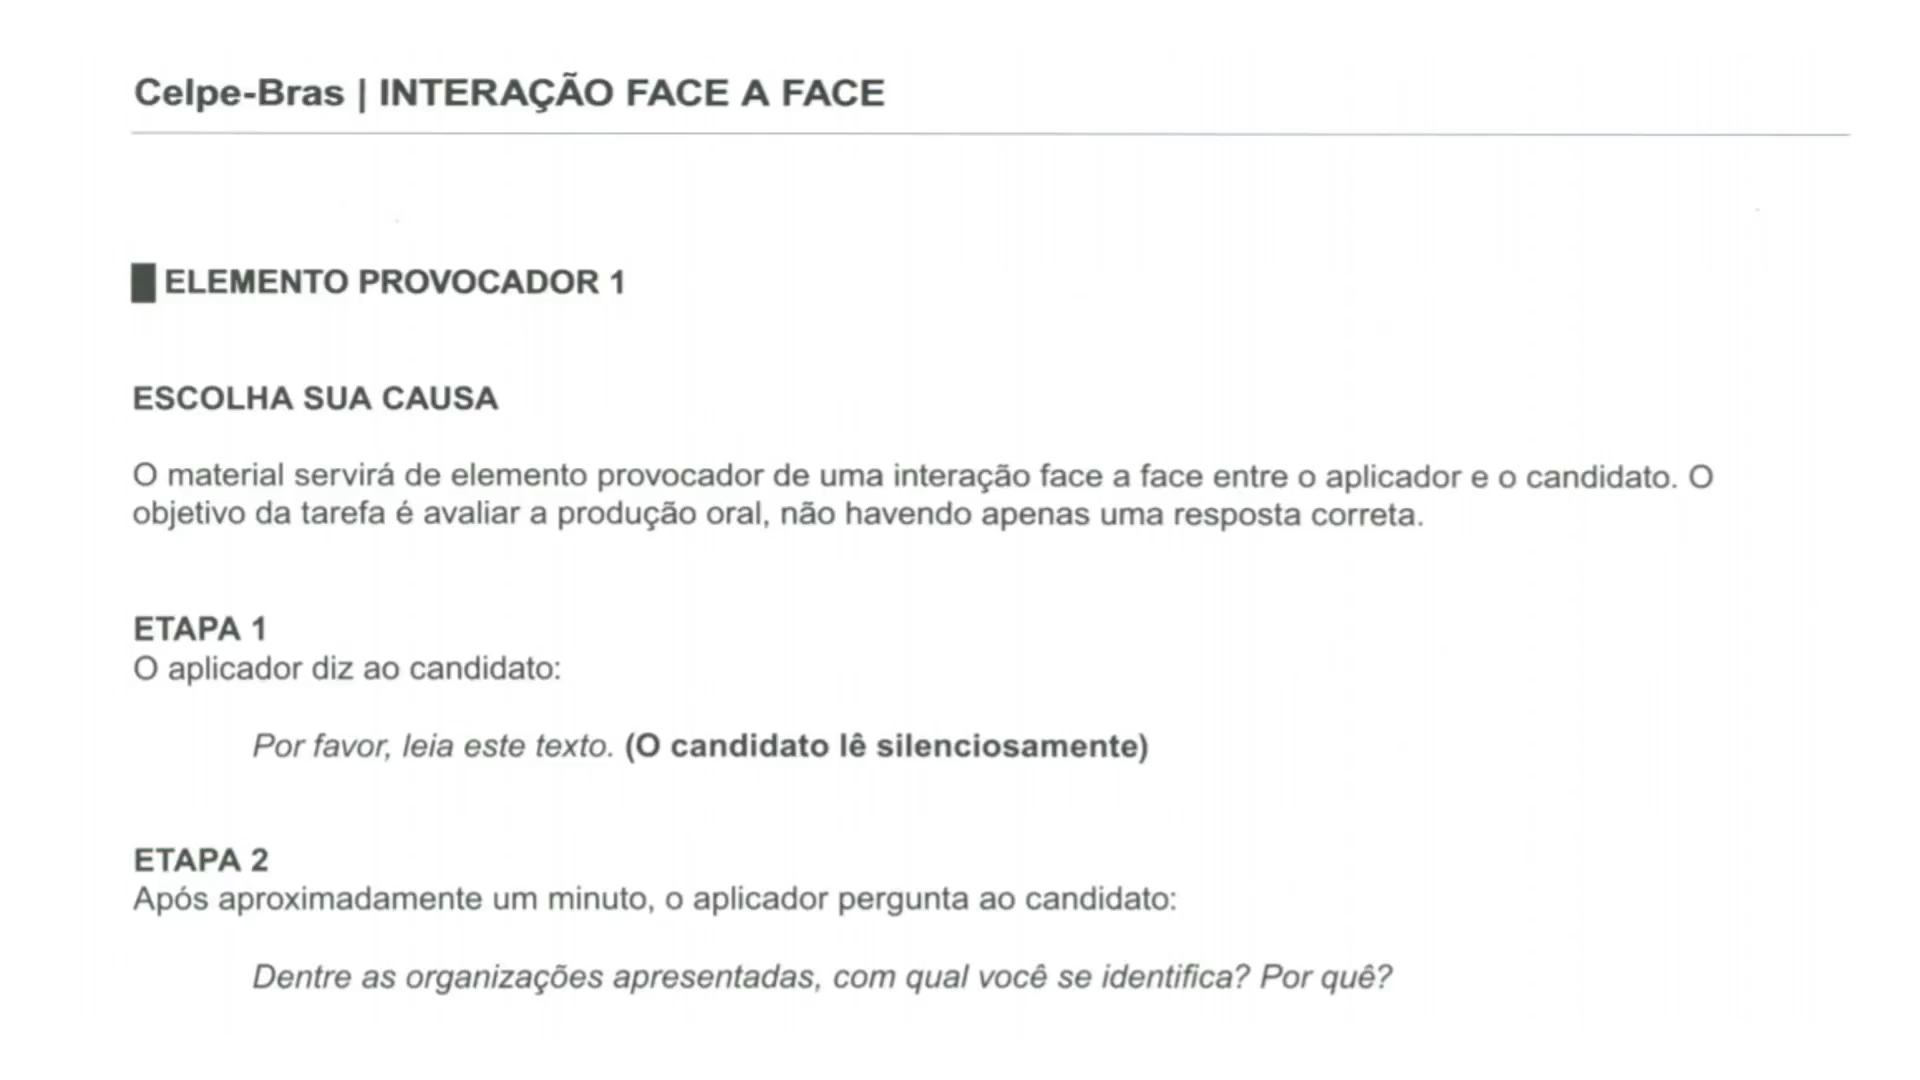 Celpe-Bras | INTERAÇÃO FACE A FACE
ELEMENTO PROVOCADOR 1
ESCOLHA SUA CAUSA
O material servirá de elemento provocador de uma interação face a face entre o aplicador e o candidato. O
objetivo da tarefa é avaliar a produção oral, não havendo apenas uma resposta correta.
ETAPA 1
O aplicador diz ao candidato:
Por favor, leia este texto. (O candidato lê silenciosamente)
ETAPA 2
Após aproximadamente um minuto, o aplicador pergunta ao candidato:
Dentre as organizações apresentadas, com qual você se identifica? Por quê?